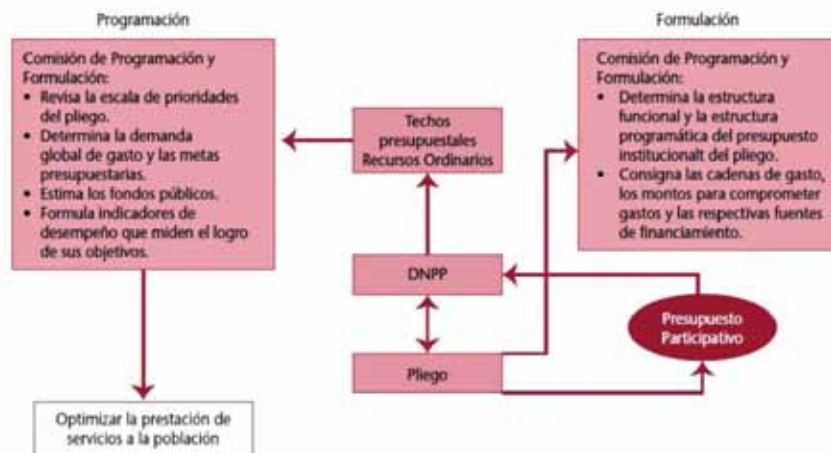 Programación
Comisión de Programación y
Formulación:
• Revisa la escala de prioridades
del pliego.
• Determina la demanda
global de gasto y las metas
presupuestarias.
• Estima los fondos públicos.
• Formula indicadores de
desempeño que miden el logro
de sus objetivos.
Optimizar la prestación de
servicios a la población
Techos
presupuestales
Recursos Ordinarios
DNPP
Pliego
Formulación
Comisión de Programación y
Formulación:
• Determina la estructura
funcional y la estructura
programática del presupuesto
institucionalt del pliego.
• Consigna las cadenas de gasto,
los montos para comprometer
gastos y las respectivas fuentes
de financiamiento.
Presupuesto
Participativo